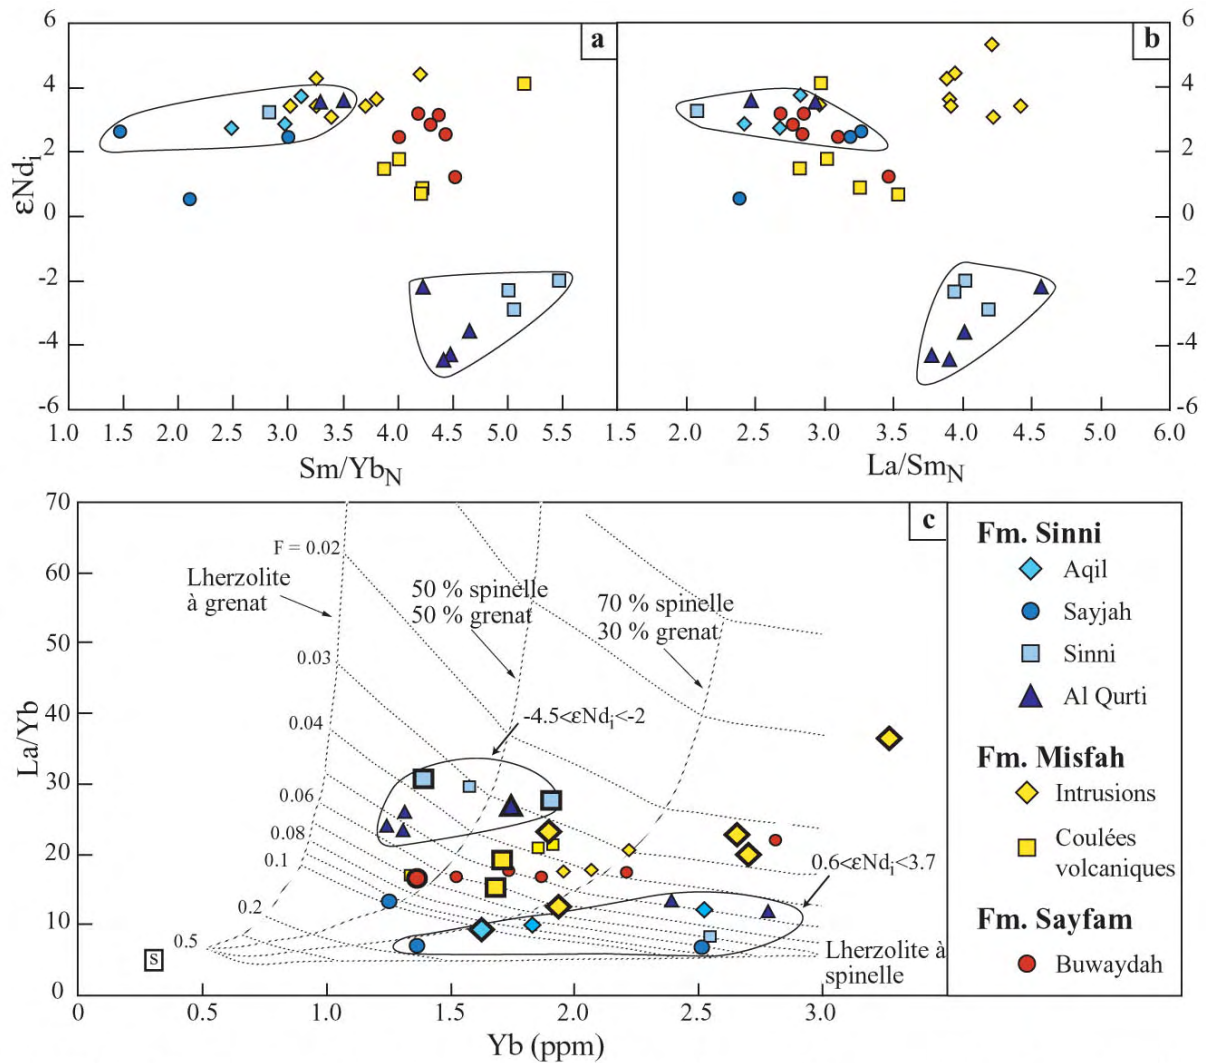 6
4
2
0
-2
-4
-6
εNdi
a
1.0 1.5 2.0 2.5 3.0 3.5 4.0 4.5 5.0 5.5
Sm/YbN
b
6
4
2
0
-2
-4
-6
1.5 2.0 2.5 3.0 3.5 4.0 4.5 5.0 6.0
La/SmN
70
60
50
40
30
20
10
0
La/Yb
c
F = 0.02
Lherzolite
à grenat
50 % spinelle
50 % grenat
70 % spinelle
30 % grenat
0.03
0.04
0.06
0.08
0.1
0.2
0.5
-4.5<εNdi<-2
0.6<εNdi<3.7
Lherzolite à
spinelle
S
0 0.5 1.0 1.5 2.0 2.5 3.0
Yb (ppm)
Fm. Sinni
Aqil
Sayjah
Sinni
Al Qurti
Fm. Misfah
Intrusions
Coulées
volcaniques
Fm. Sayfam
Buwaydah